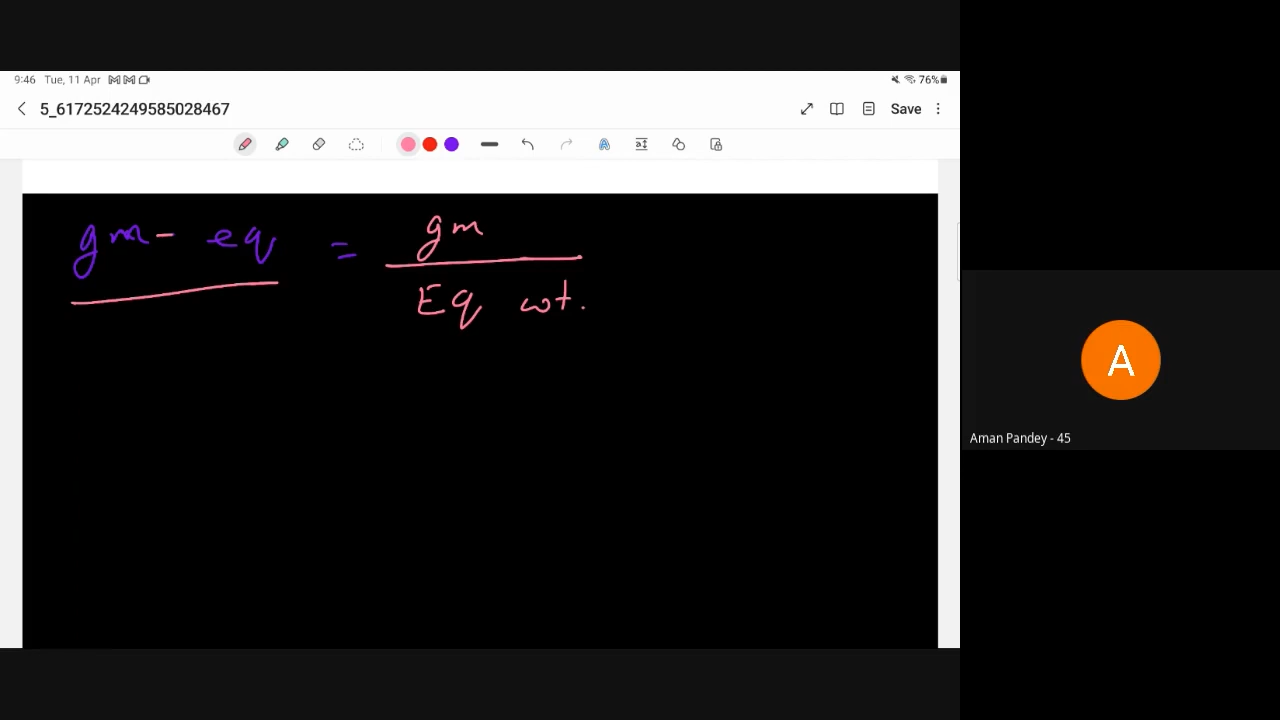 9:46 Tue, 11 Apr 76%
5_6172524249585028467 Save
gm- eq = gm
Eq wt.
A
Aman Pandey - 45